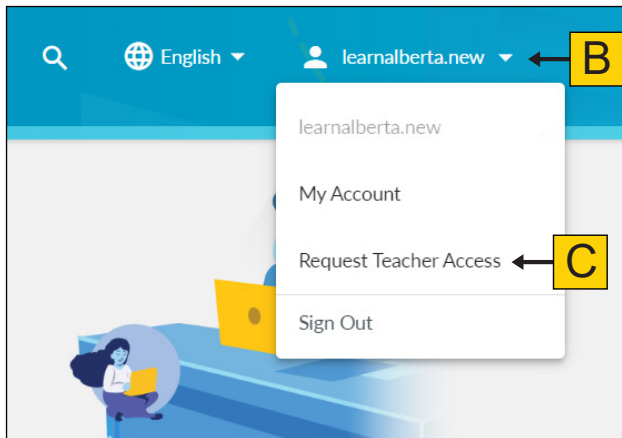 English learnalberta.new B
learnalberta.new
My Account
Request Teacher Access C
Sign Out